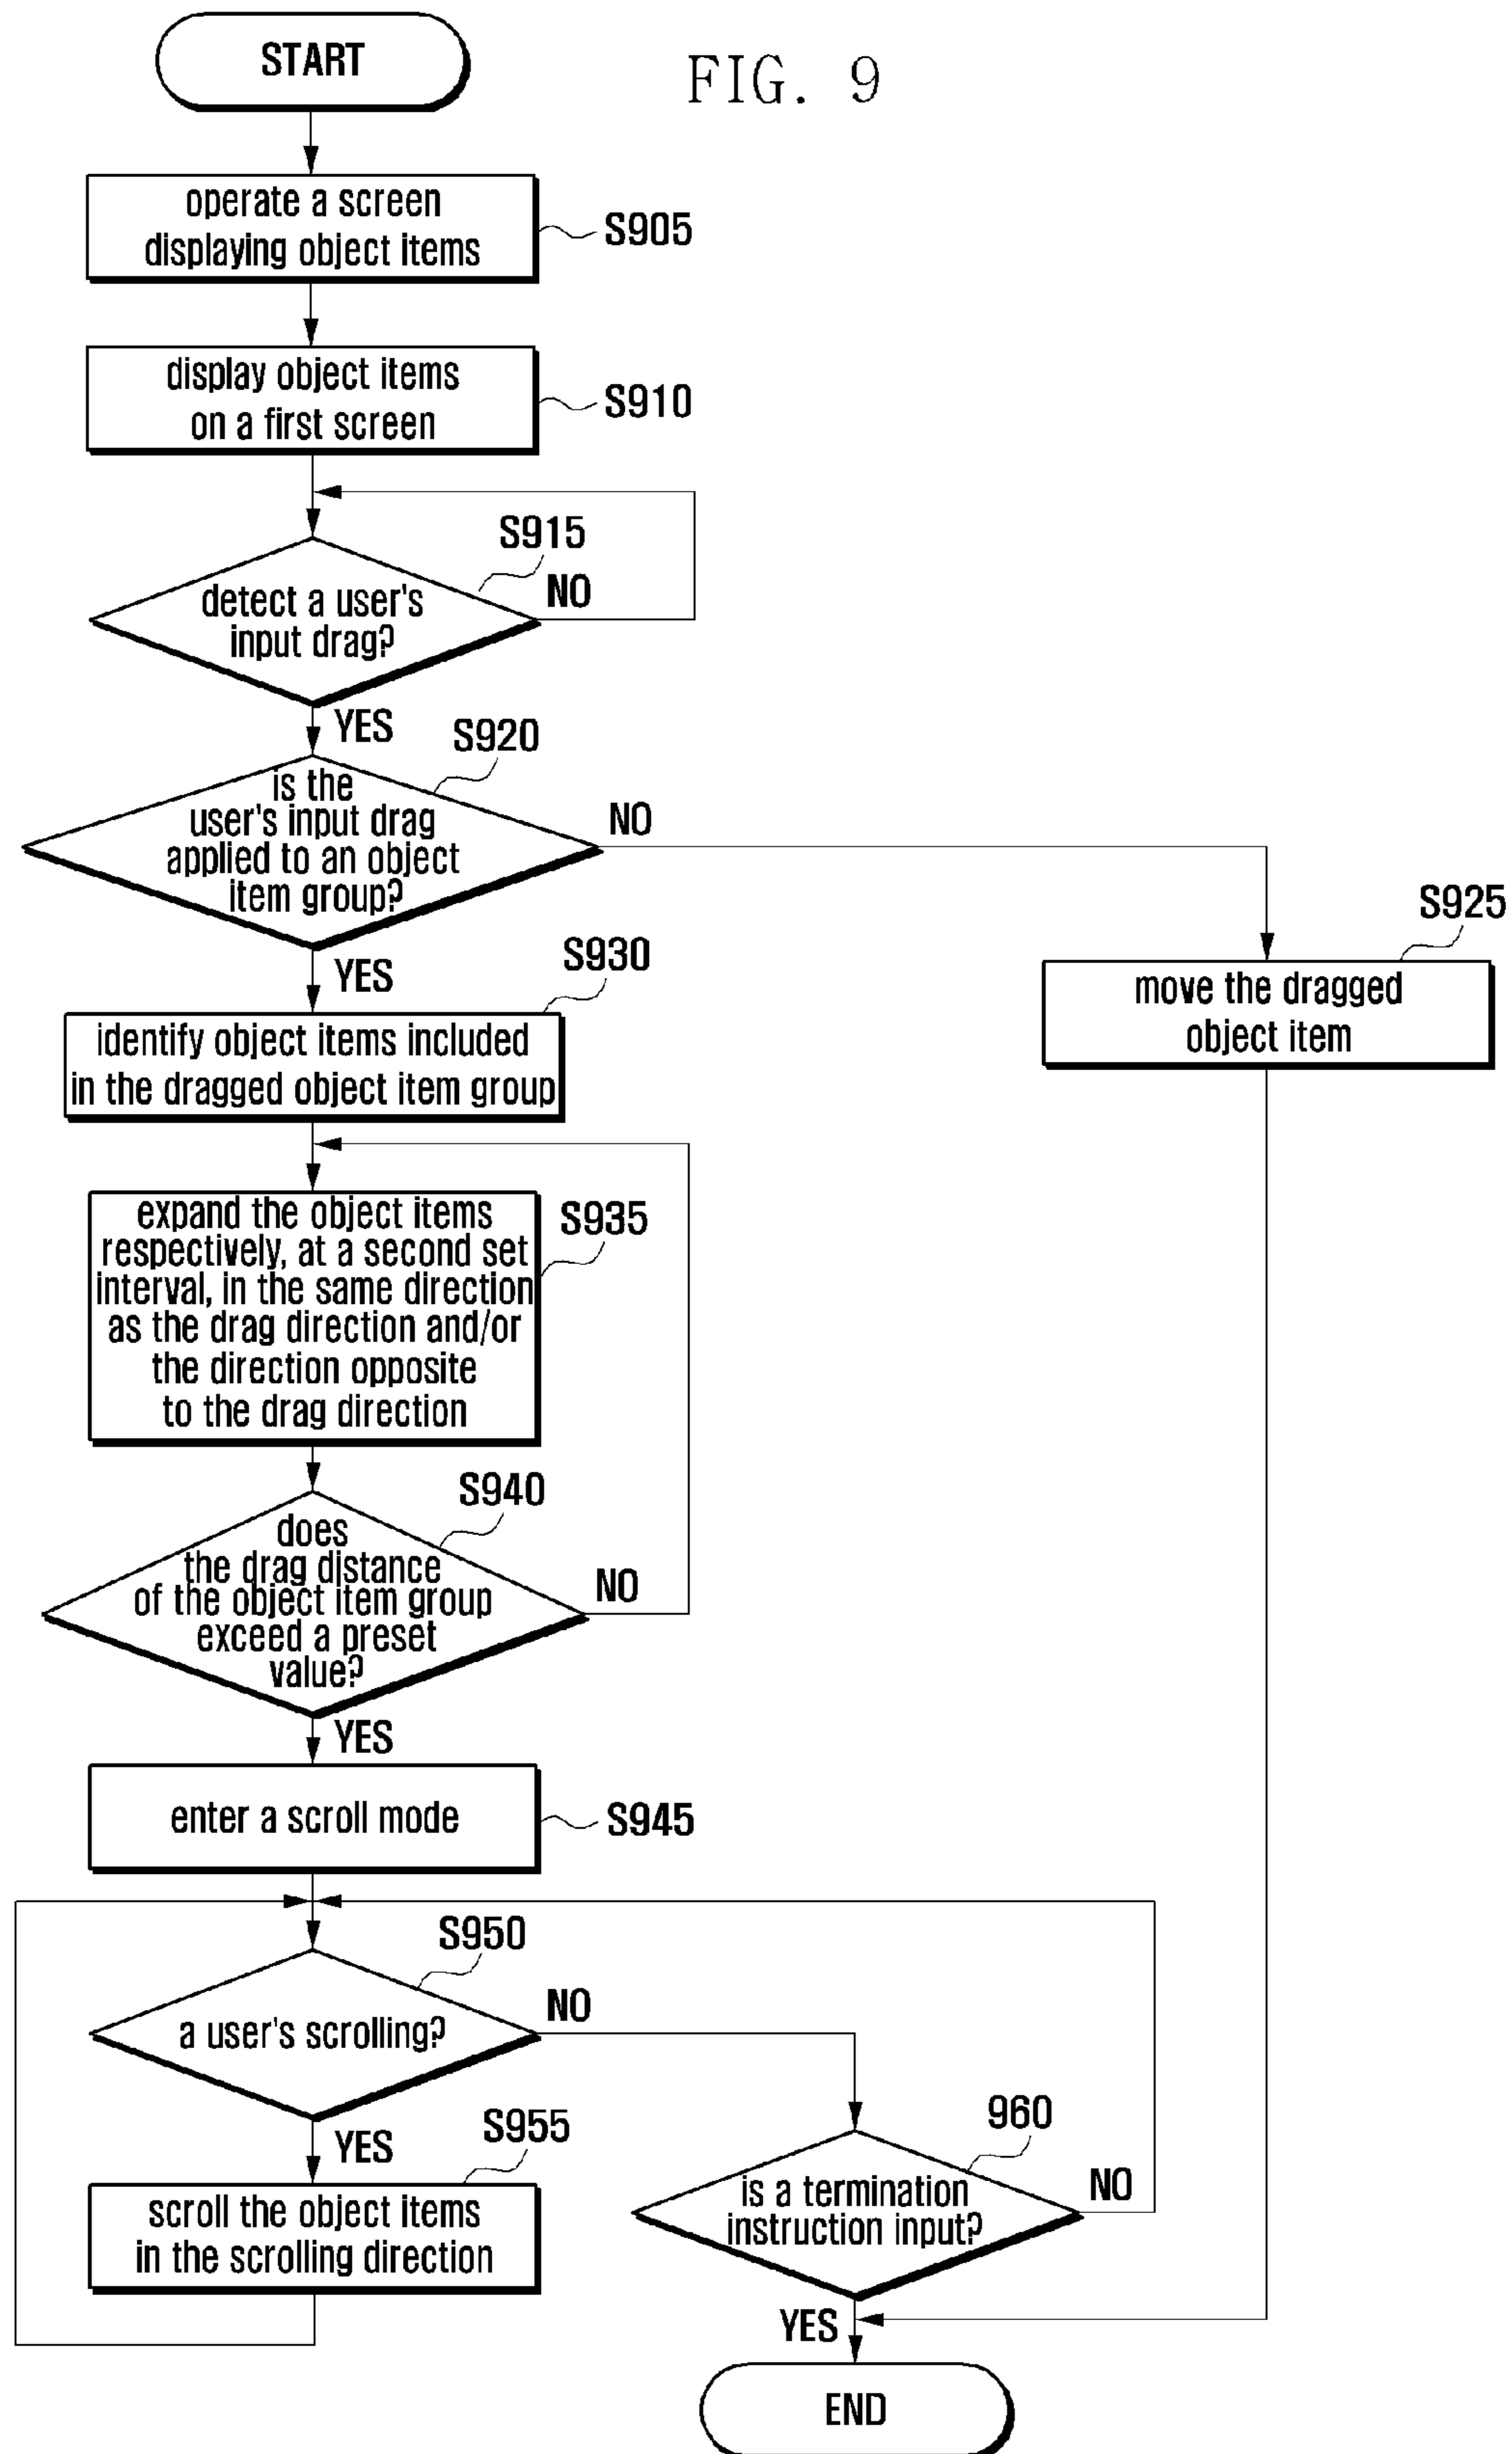 START
FIG. 9
operate a screen
displaying object items
S905
display object items
on a first screen
S910
S915
NO
detect a user's
input drag?
YES
S920
is the
user's input drag
applied to an object
item group?
NO
S925
move the dragged
object item
YES
S930
identify object items included
in the dragged object item group
expand the object items
respectively, at a second set
interval, in the same direction
as the drag direction and/or
the direction opposite
to the drag direction
S935
S940
does
the drag distance
of the object item group
exceed a preset
value?
NO
YES
enter a scroll mode
S945
S950
a user's scrolling?
NO
YES
S955
scroll the object items
in the scrolling direction
960
is a termination
instruction input?
NO
YES
END